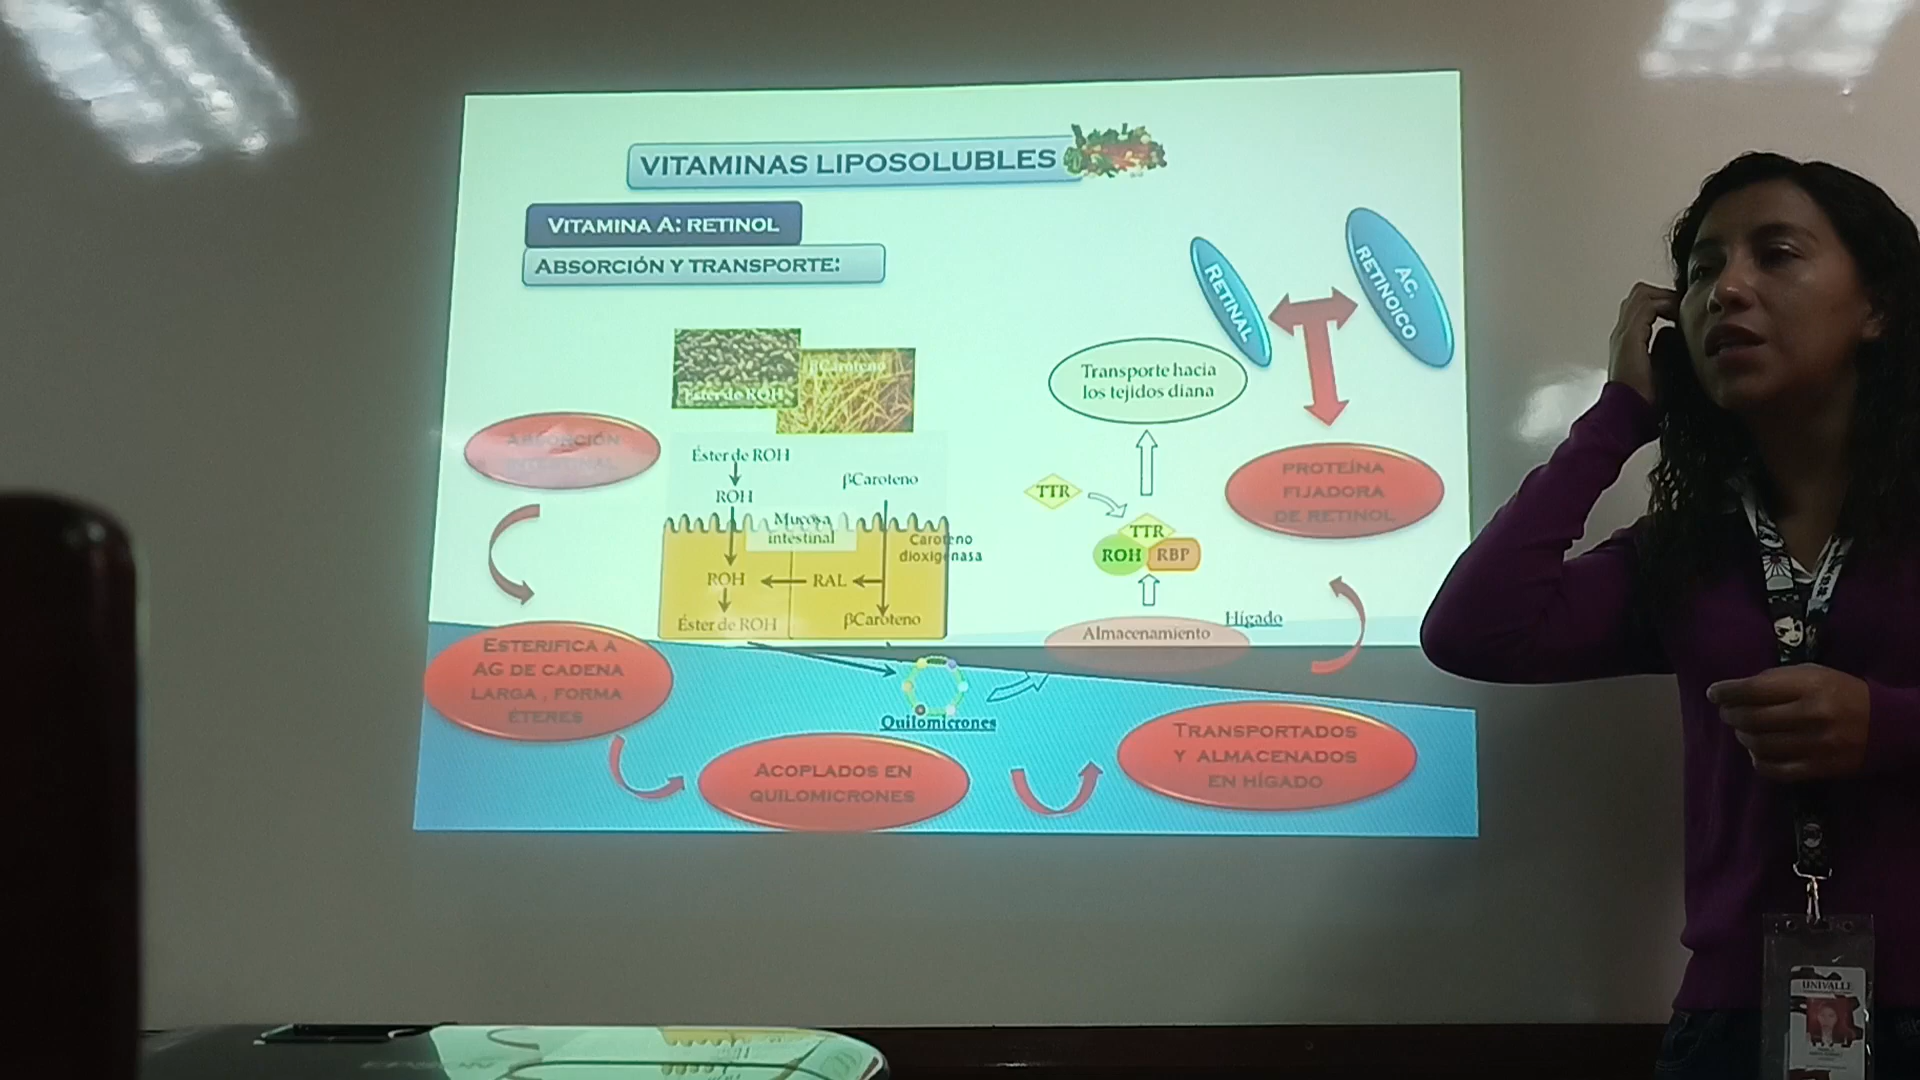 VITAMINAS LIPOSOLUBLES
VITAMINA A: RETINOL
ABSORCIÓN Y TRANSPORTE:
RETINAL
AC.
RETINOICO
βCaroteno
Éster de ROH
Transporte hacia
los tejidos diana
ABSORCIÓN
Éster de ROH
ROH
βCaroteno
Mucosa
intestinal
Caroteno
dioxigenasa
ROH
RAL
Éster de ROH
βCaroteno
TTR
TTR
ROH
RBP
PROTEÍNA
FIJADORA
DE RETINOL
Hígado
Almacenamiento
ESTERIFICA A
AG DE CADENA
LARGA , FORMA
ÉTERES
Quilomicrones
ACOPLADOS EN
QUILOMICRONES
TRANSPORTADOS
Y ALMACENADOS
EN HÍGADO
UNIVALLE